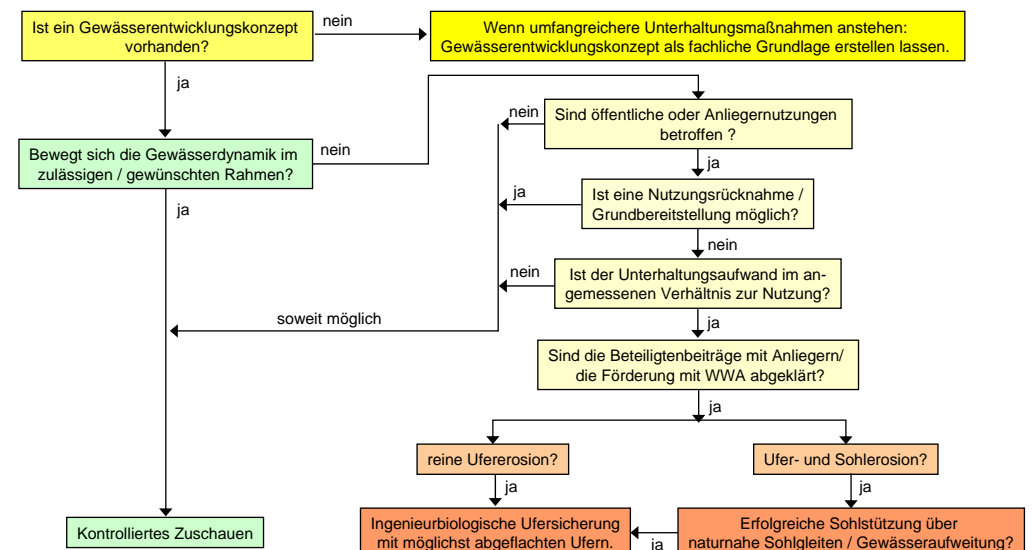 Ist ein Gewässerentwicklungskonzept
vorhanden?
nein
Wenn umfangreichere Unterhaltungsmaßnahmen anstehen:
Gewässerentwicklungskonzept als fachliche Grundlage erstellen lassen.
ja
Bewegt sich die Gewässerdynamik im
zulässigen / gewünschten Rahmen?
nein
ja
nein
Sind öffentliche oder Anliegernutzungen
betroffen ?
ja
ja
Ist eine Nutzungsrücknahme /
Grundbereitstellung möglich?
nein
nein
Ist der Unterhaltungsaufwand im an-
gemessenen Verhältnis zur Nutzung?
soweit möglich
ja
Sind die Beteiligtenbeiträge mit Anliegern/
die Förderung mit WWA abgeklärt?
ja
reine Ufererosion?
Ufer- und Sohlerosion?
ja
ja
Kontrolliertes Zuschauen
Ingenieurbiologische Ufersicherung
mit möglichst abgeflachten Ufern.
ja
Erfolgreiche Sohlstützung über
naturnahe Sohlgleiten / Gewässeraufweitung?